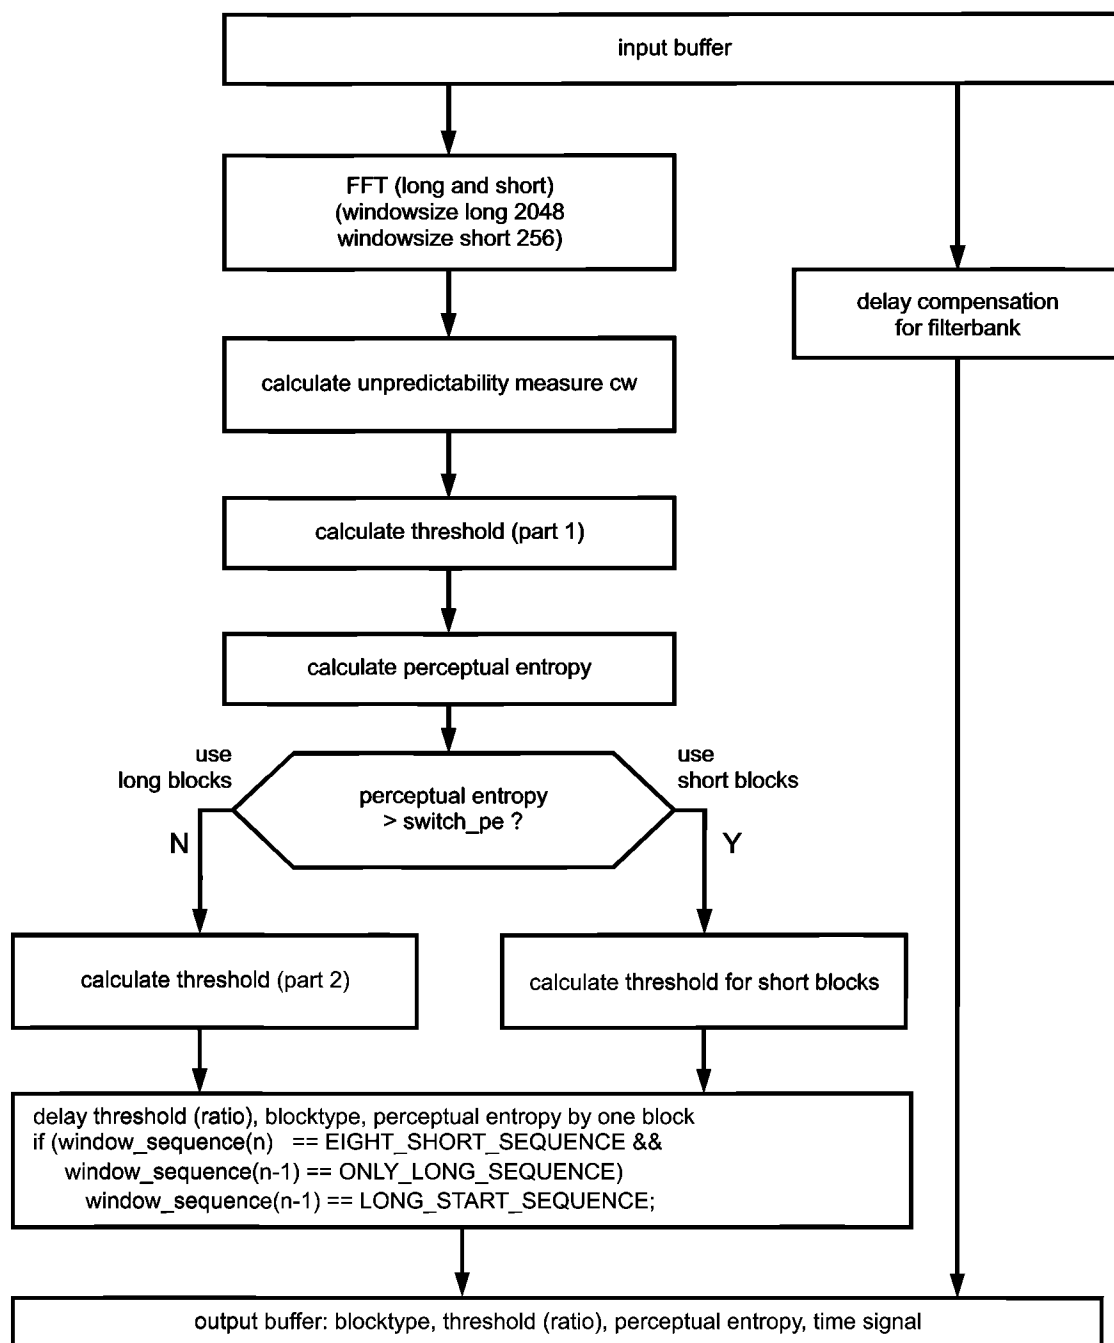 input buffer
FFT (long and short)
(windowsize long 2048
windowsize short 256)
delay compensation
for filterbank
calculate unpredictability measure cw
calculate threshold (part 1)
calculate perceptual entropy
use
long blocks
use
short blocks
perceptual entropy
> switch_pe ?
N
Y
calculate threshold (part 2)
calculate threshold for short blocks
delay threshold (ratio), blocktype, perceptual entropy by one block
if (window_sequence(n) == EIGHT_SHORT_SEQUENCE &&
window_sequence(n-1) == ONLY_LONG_SEQUENCE)
window_sequence(n-1) == LONG_START_SEQUENCE;
output buffer: blocktype, threshold (ratio), perceptual entropy, time signal